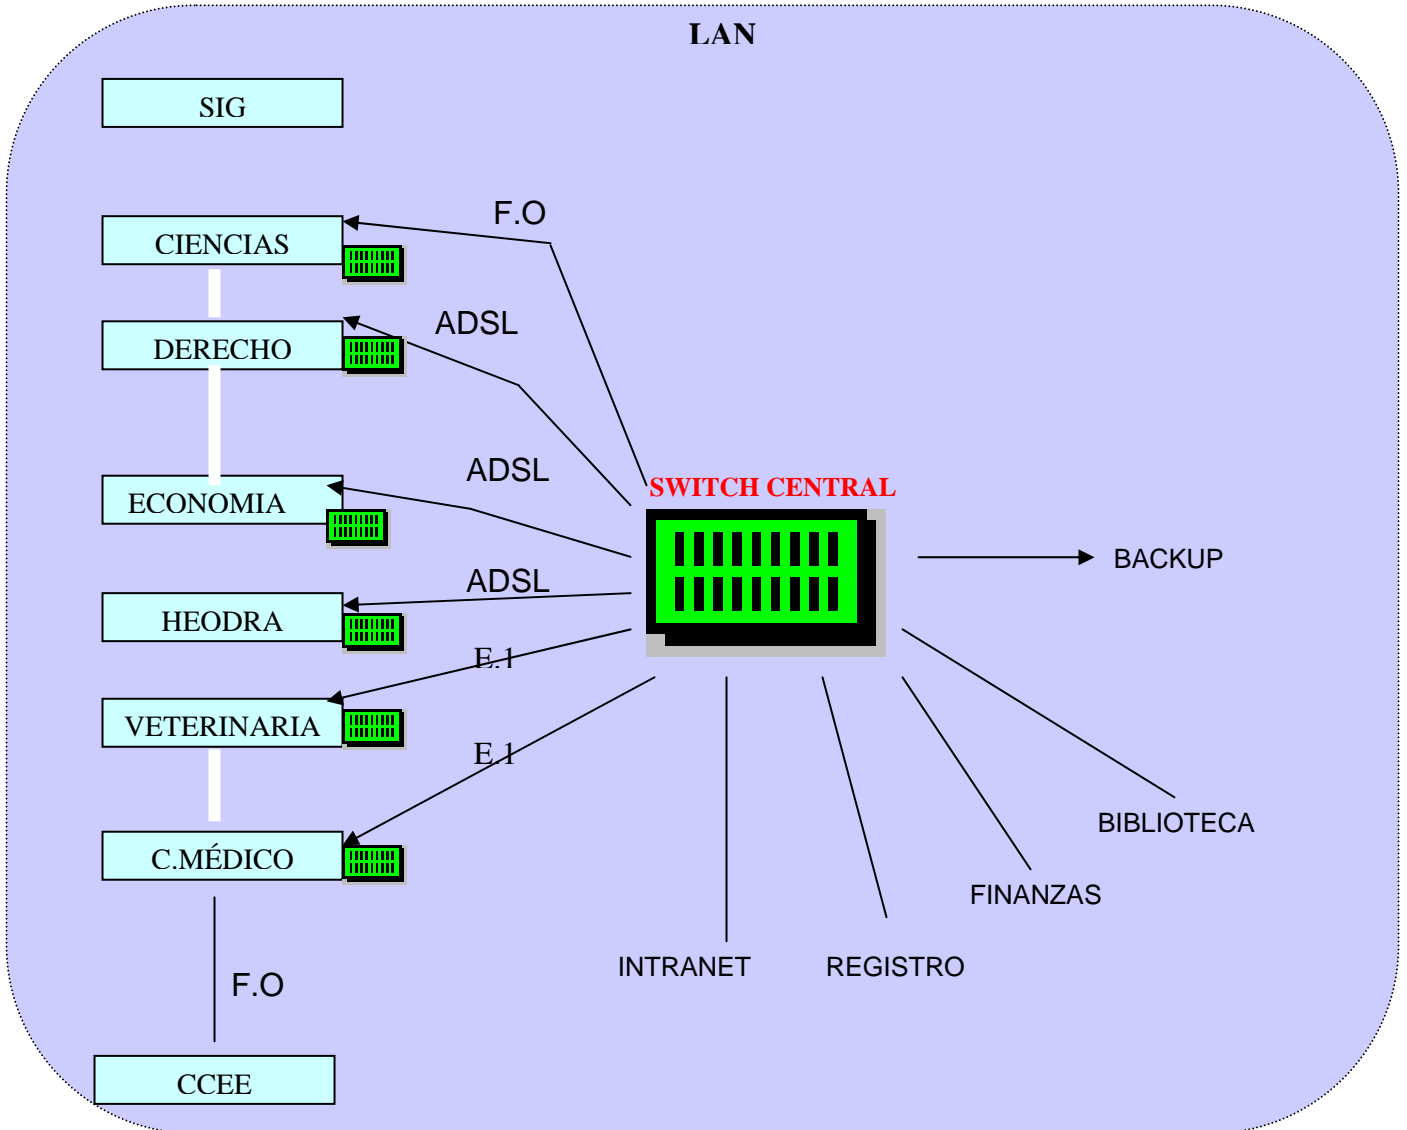 LAN
SIG
F.O
CIENCIAS
ADSL
DERECHO
ADSL
SWITCH CENTRAL
ECONOMIA
BACKUP
ADSL
HEODRA
E.1
VETERINARIA
E.1
BIBLIOTECA
C.MÉDICO
FINANZAS
INTRANET
REGISTRO
F.O
CCEE